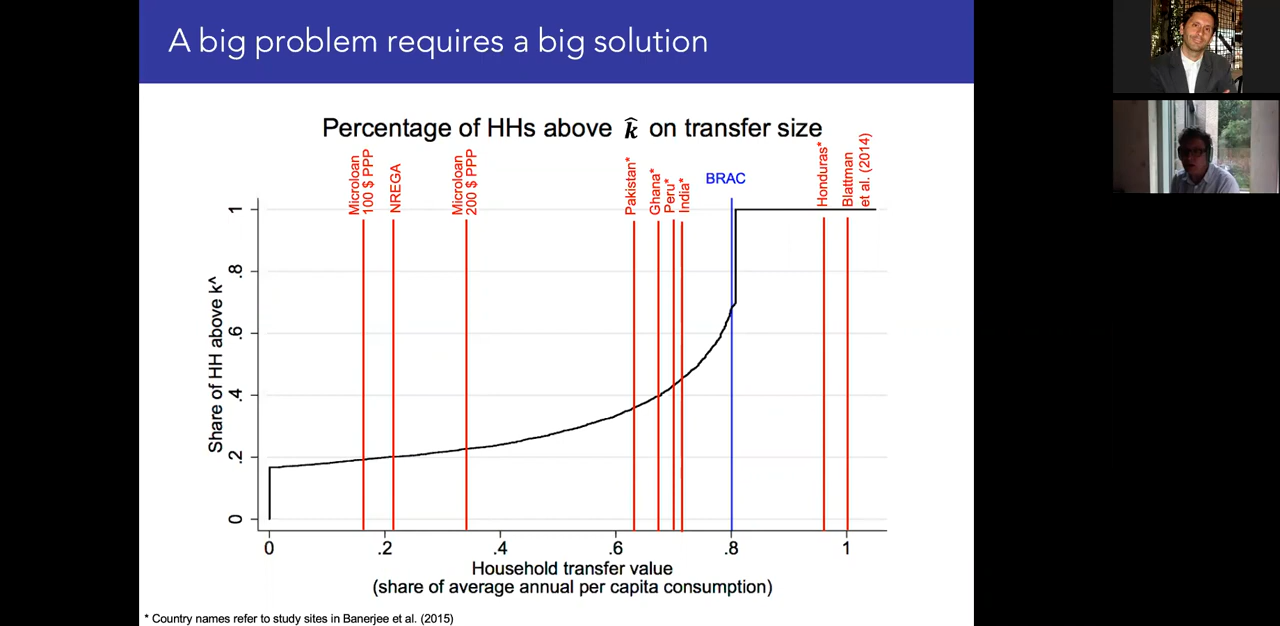 A big problem requires a big solution
Percentage of HHs above k̂ on transfer size
Microloan
100 $ PPP
NREGA
Microloan
200 $ PPP
Pakistan*
Ghana*
Peru*
India*
BRAC
Honduras*
Blattman
et al. (2014)
Share of HH above k^
1
.8
.6
.4
.2
0
0 .2 .4 .6 .8 1
Household transfer value
(share of average annual per capita consumption)
* Country names refer to study sites in Banerjee et al. (2015)